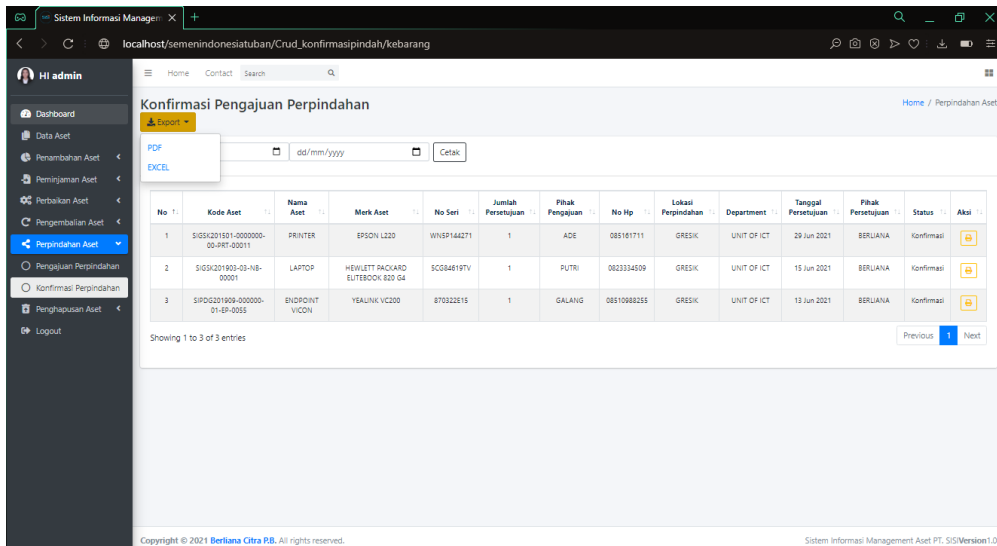 Sistem Informasi Managem
localhost/semenindonesiatuban/Crud_konfirmasipindah/kebarang
HI admin
Home Contact Search
Dashboard
Data Aset
Penambahan Aset
Peminjaman Aset
Perbaikan Aset
Pengembalian Aset
Perpindahan Aset
Pengajuan Perpindahan
Konfirmasi Perpindahan
Penghapusan Aset
Logout
Konfirmasi Pengajuan Perpindahan
Home / Perpindahan Aset
Export
PDF
EXCEL
dd/mm/yyyy
Cetak
No Kode Aset Nama Aset Merk Aset No Seri Jumlah Persetujuan Pihak Pengajuan No Hp Lokasi Perpindahan Department Tanggal Persetujuan Pihak Persetujuan Status Aksi
1 SIGSK201501-0000000-00-PRT-00011 PRINTER EPSON L220 WN5P144271 1 ADE 085161711 GRESIK UNIT OF ICT 29 Jun 2021 BERLIANA Konfirmasi
2 SIGSK201903-03-NB-00001 LAPTOP HEWLETT PACKARD ELITEBOOK 820 G4 5CG84619TV 1 PUTRI 0823334509 GRESIK UNIT OF ICT 15 Jun 2021 BERLIANA Konfirmasi
3 SIPDG201909-000000-01-EP-0055 ENDPOINT VICON YEALINK VC200 870322E15 1 GALANG 08510988255 GRESIK UNIT OF ICT 13 Jun 2021 BERLIANA Konfirmasi
Showing 1 to 3 of 3 entries
Previous 1 Next
Copyright © 2021 Berliana Citra P.B. All rights reserved.
Sistem Informasi Management Aset PT. SISIVersion1.0